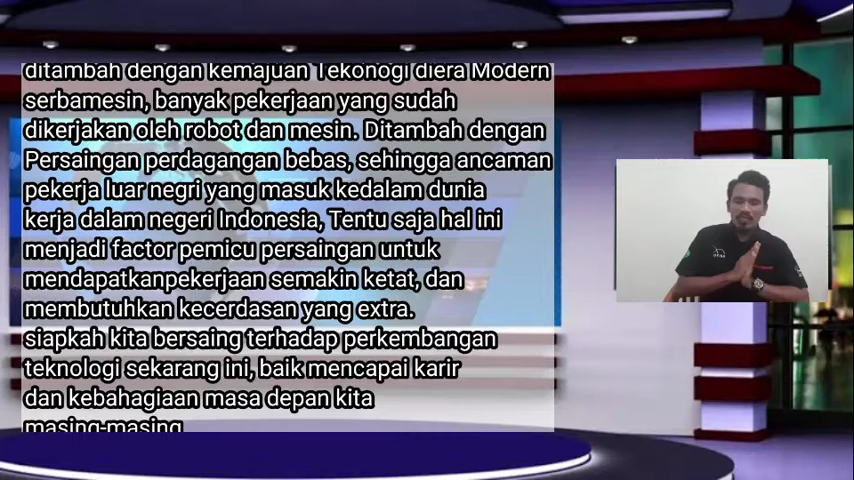 ditambah dengan kemajuan Tekonogi diera Modern
serbamesin, banyak pekerjaan yang sudah
dikerjakan oleh robot dan mesin. Ditambah dengan
Persaingan perdagangan bebas, sehingga ancaman
pekerja luar negri yang masuk kedalam dunia
kerja dalam negeri Indonesia, Tentu saja hal ini
menjadi factor pemicu persaingan untuk
mendapatkanpekerjaan semakin ketat, dan
membutuhkan kecerdasan yang extra.
siapkah kita bersaing terhadap perkembangan
teknologi sekarang ini, baik mencapai karir
dan kebahagiaan masa depan kita
masing-masing